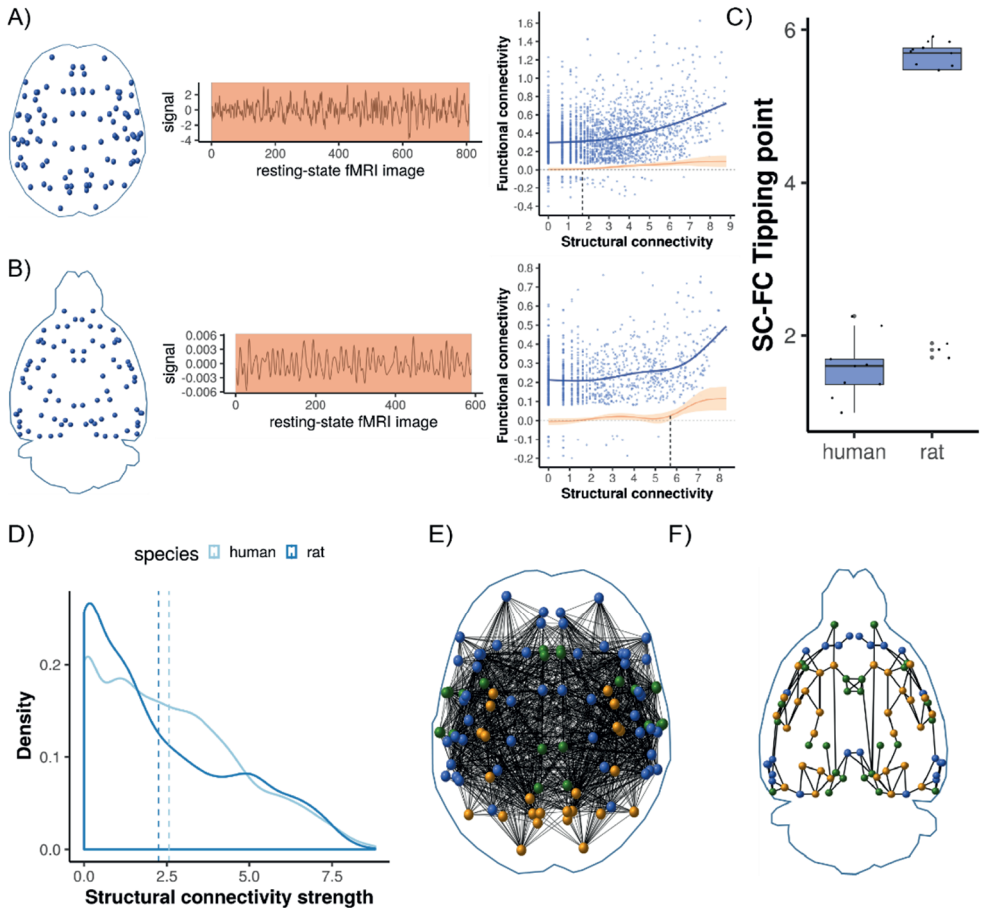 A)
signal
2
0
-2
-4
0 200 400 600 800
resting-state fMRI image
Functional connectivity
1.6
1.4
1.2
1.0
0.8
0.6
0.4
0.2
0.0
-0.2
-0.4
0 1 2 3 4 5 6 7 8 9
Structural connectivity
B)
signal
0.006
0.003
0.000
-0.003
-0.006
0 200 400 600
resting-state fMRI image
Functional connectivity
0.8
0.7
0.6
0.5
0.4
0.3
0.2
0.1
0.0
-0.1
-0.2
0 1 2 3 4 5 6 7 8
Structural connectivity
C)
SC-FC Tipping point
6
4
2
human rat
D)
species human rat
Density
0.2
0.1
0.0
0.0 2.5 5.0 7.5
Structural connectivity strength
E)
F)